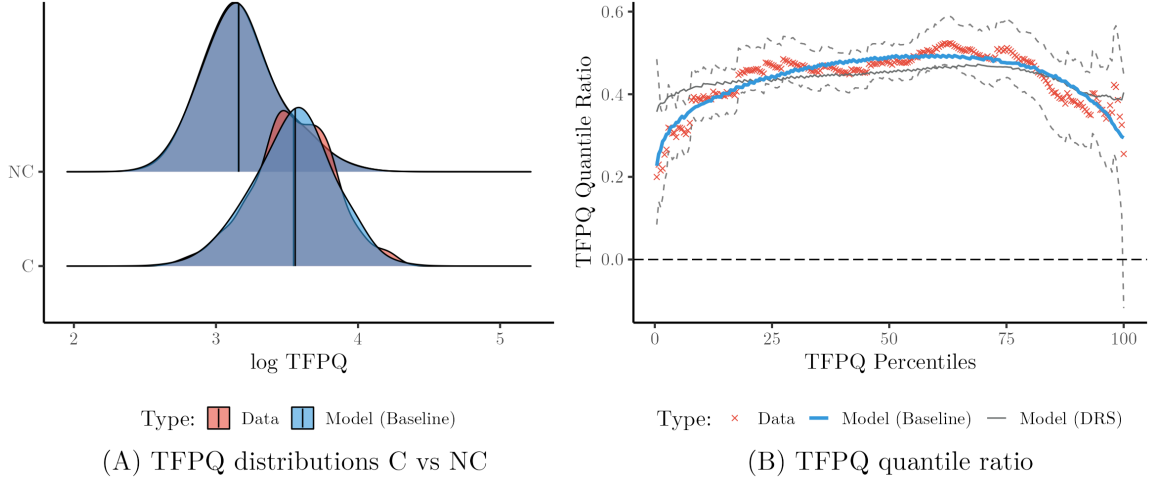 NC
C
2
3
4
5
log TFPQ
Type:
Data
Model (Baseline)
(A) TFPQ distributions C vs NC
TFPQ Quantile Ratio
0.6
0.4
0.2
0.0
0
25
50
75
100
TFPQ Percentiles
Type:
Data
Model (Baseline)
Model (DRS)
(B) TFPQ quantile ratio